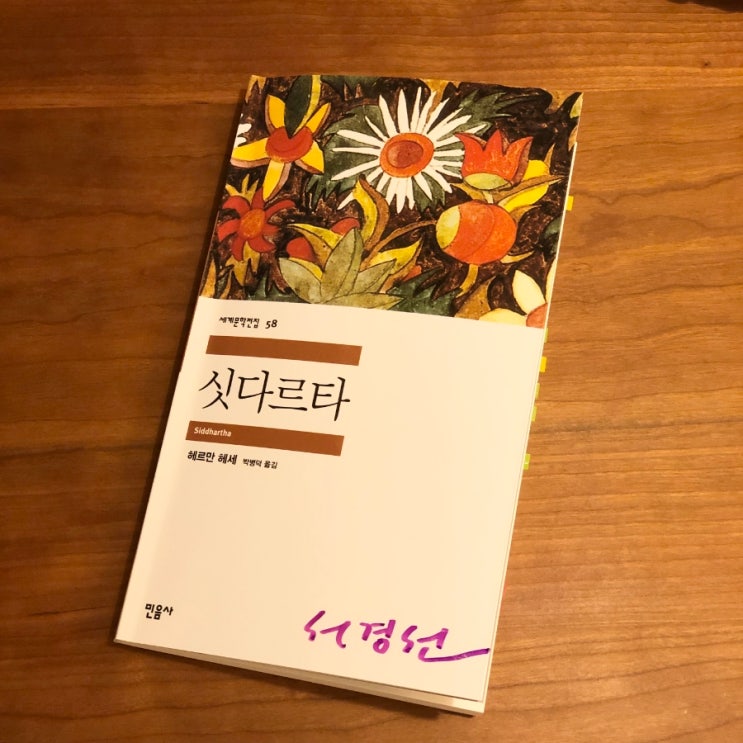 세계문학전집 58
싯다르타
Siddhartha
헤르만 헤세 박병덕 옮김
민음사
서경선